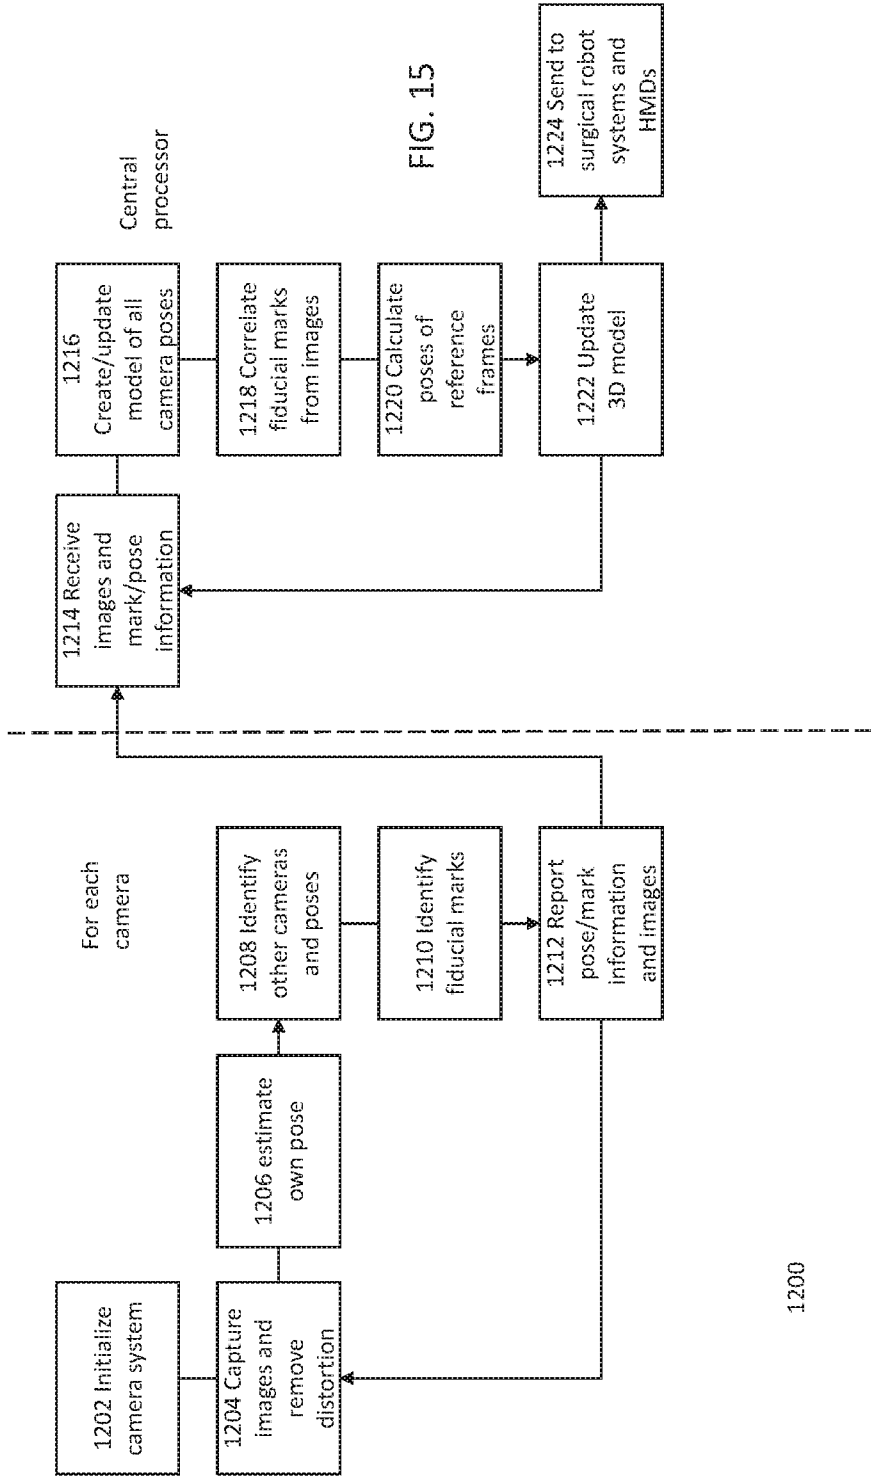 For each
camera
1202 Initialize
camera system
1204 Capture
images and
remove
distortion
1206 estimate
own pose
1208 Identify
other cameras
and poses
1210 Identify
fiducial marks
1212 Report
pose/mark
information
and images
1200
Central
processor
1214 Receive
images and
mark/pose
information
1216
Create/update
model of all
camera poses
1218 Correlate
fiducial marks
from images
1220 Calculate
poses of
reference
frames
1222 Update
3D model
1224 Send to
surgical robot
systems and
HMDs
FIG. 15